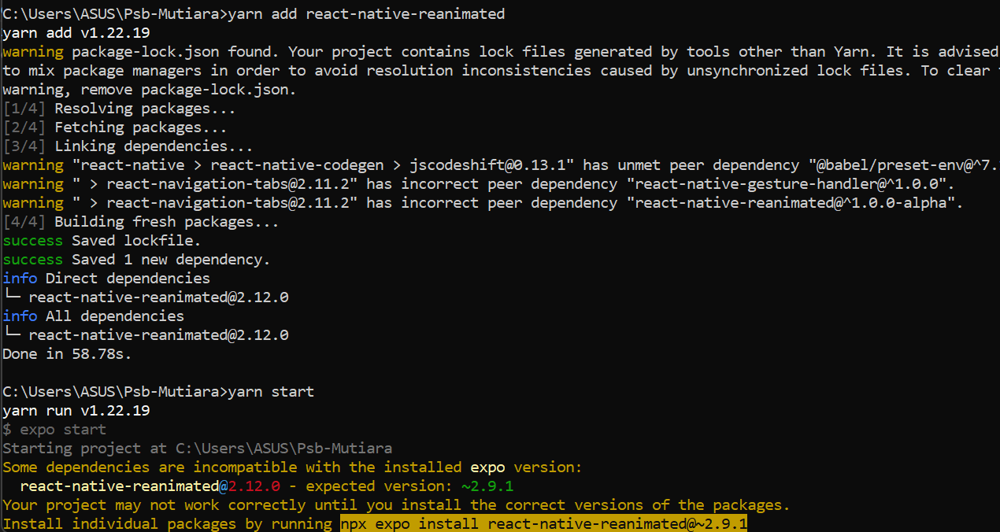 C:\Users\ASUS\Psb-Mutiara>yarn add react-native-reanimated
yarn add v1.22.19
warning package-lock.json found. Your project contains lock files generated by tools other than Yarn. It is advised
to mix package managers in order to avoid resolution inconsistencies caused by unsynchronized lock files. To clear
warning, remove package-lock.json.
[1/4] Resolving packages...
[2/4] Fetching packages...
[3/4] Linking dependencies...
warning "react-native > react-native-codegen > jscodeshift@0.13.1" has unmet peer dependency "@babel/preset-env@^7.
warning " > react-navigation-tabs@2.11.2" has incorrect peer dependency "react-native-gesture-handler@^1.0.0".
warning " > react-navigation-tabs@2.11.2" has incorrect peer dependency "react-native-reanimated@^1.0.0-alpha".
[4/4] Building fresh packages...
success Saved lockfile.
success Saved 1 new dependency.
info Direct dependencies
└─ react-native-reanimated@2.12.0
info All dependencies
└─ react-native-reanimated@2.12.0
Done in 58.78s.
C:\Users\ASUS\Psb-Mutiara>yarn start
yarn run v1.22.19
$ expo start
Starting project at C:\Users\ASUS\Psb-Mutiara
Some dependencies are incompatible with the installed expo version:
react-native-reanimated@2.12.0 - expected version: ~2.9.1
Your project may not work correctly until you install the correct versions of the packages.
Install individual packages by running npx expo install react-native-reanimated@~2.9.1